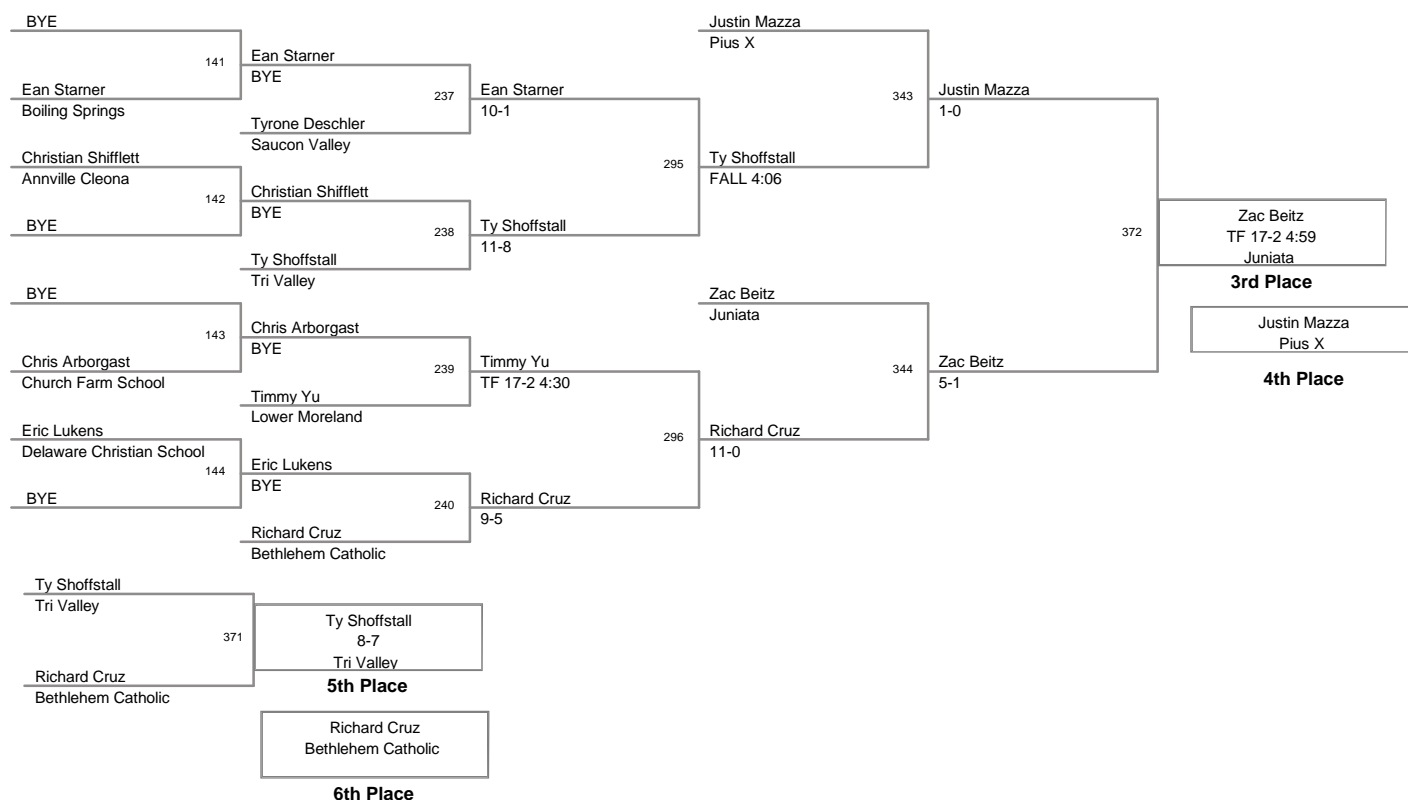 BYE
141
Ean Starner
Boiling Springs
Christian Shifflett
Annville Cleona
142
BYE
BYE
143
Chris Arborgast
Church Farm School
Eric Lukens
Delaware Christian School
144
BYE
Ean Starner
BYE
237
Tyrone Deschler
Saucon Valley
Christian Shifflett
BYE
238
Ty Shoffstall
Tri Valley
Chris Arborgast
BYE
239
Timmy Yu
Lower Moreland
Eric Lukens
BYE
240
Richard Cruz
Bethlehem Catholic
Ean Starner
10-1
295
Ty Shoffstall
11-8
Timmy Yu
TF 17-2 4:30
296
Richard Cruz
9-5
Justin Mazza
Pius X
343
Ty Shoffstall
FALL 4:06
Zac Beitz
Juniata
344
Richard Cruz
11-0
Justin Mazza
1-0
372
Zac Beitz
5-1
Zac Beitz
TF 17-2 4:59
Juniata
3rd Place
Justin Mazza
Pius X
4th Place
Ty Shoffstall
Tri Valley
371
Richard Cruz
Bethlehem Catholic
Ty Shoffstall
8-7
Tri Valley
5th Place
Richard Cruz
Bethlehem Catholic
6th Place